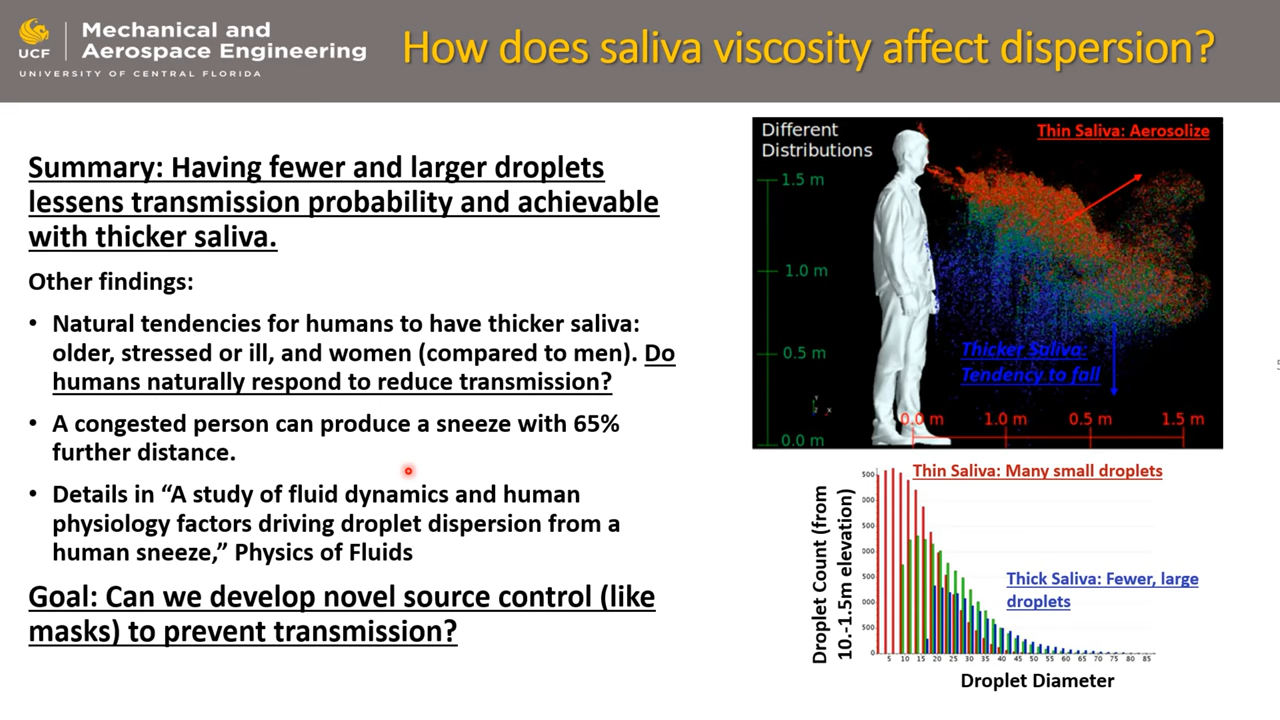 UCF
Mechanical and
Aerospace Engineering
UNIVERSITY OF CENTRAL FLORIDA
How does saliva viscosity affect dispersion?
Summary: Having fewer and larger droplets
lessens transmission probability and achievable
with thicker saliva.
Other findings:
• Natural tendencies for humans to have thicker saliva:
older, stressed or ill, and women (compared to men). Do
humans naturally respond to reduce transmission?
• A congested person can produce a sneeze with 65%
further distance.
• Details in “A study of fluid dynamics and human
physiology factors driving droplet dispersion from a
human sneeze,” Physics of Fluids
Goal: Can we develop novel source control (like
masks) to prevent transmission?
Different
Distributions
Thin Saliva: Aerosolize
1.5 m
1.0 m
0.5 m
0.0 m
Thicker Saliva:
Tendency to fall
0.0 m 1.0 m 0.5 m 1.5 m
5
Thin Saliva: Many small droplets
Thick Saliva: Fewer, large
droplets
Droplet Count (from
10.-1.5m elevation)
500
500
000
500
000
500
0
5 10 15 20 25 30 35 40 45 50 55 60 65 70 75 80 85
Droplet Diameter